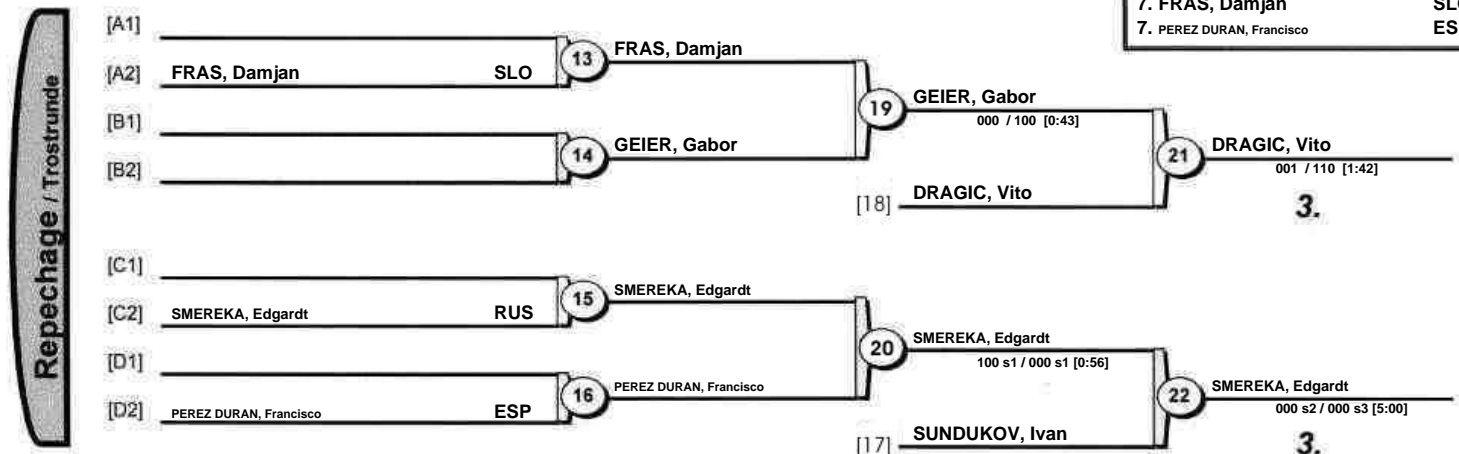 7. FRAS, Damjan SLO
7. PEREZ DURAN, Francisco ES
Repechage / Trostrunde
[A1]
[A2] FRAS, Damjan SLO
13 FRAS, Damjan
[B1]
[B2]
14 GEIER, Gabor
19 GEIER, Gabor
000 / 100 [0:43]
[18] DRAGIC, Vito
21 DRAGIC, Vito
001 / 110 [1:42]
3.
[C1]
[C2] SMEREKA, Edgardt RUS
15 SMEREKA, Edgardt
[D1]
[D2] PEREZ DURAN, Francisco ESP
16 PEREZ DURAN, Francisco
20 SMEREKA, Edgardt
100 s1 / 000 s1 [0:56]
[17] SUNDUKOV, Ivan
22 SMEREKA, Edgardt
000 s2 / 000 s3 [5:00]
3.